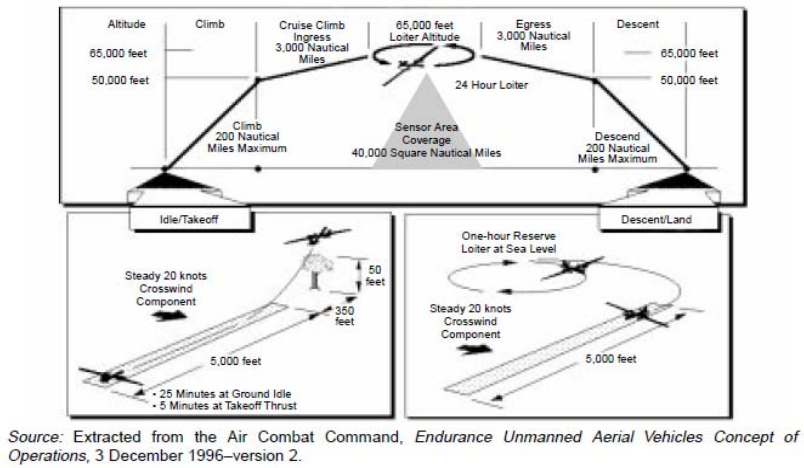 Altitude
Climb
Cruise Climb
Ingress
3,000 Nautical
Miles
65,000 feet
Loiter Altitude
Egress
3,000 Nautical
Miles
Descent
65,000 feet
65,000 feet
50,000 feet
50,000 feet
24 Hour Loiter
Climb
200 Nautical
Miles Maximum
Sensor Area
Coverage
40,000 Square Nautical Miles
Descend
200 Nautical
Miles Maximum
Idle/Takeoff
Descent/Land
Steady 20 knots
Crosswind
Component
50
feet
350
feet
5,000 feet
• 25 Minutes at Ground Idle
• 5 Minutes at Takeoff Thrust
One-hour Reserve
Loiter at Sea Level
Steady 20 knots
Crosswind
Component
5,000 feet
Source: Extracted from the Air Combat Command, Endurance Unmanned Aerial Vehicles Concept of
Operations, 3 December 1996–version 2.